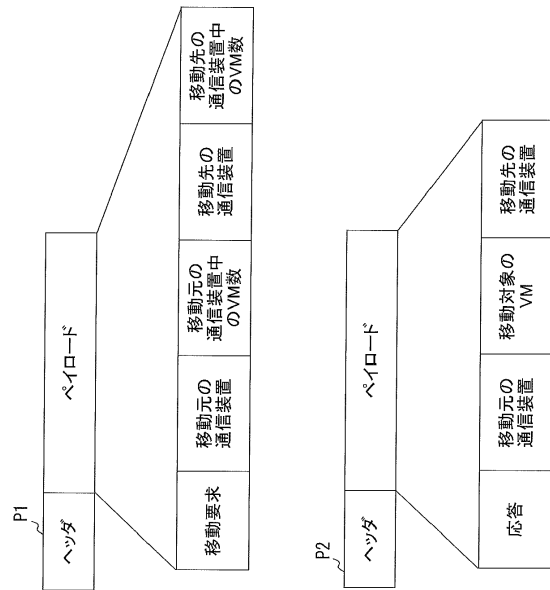 P1
ヘッダ
ペイロード
移動要求
移動元の
通信装置
移動元の
通信装置中
のVM数
移動先の
通信装置
移動先の
通信装置中
のVM数
P2
ヘッダ
ペイロード
応答
移動元の
通信装置
移動対象の
VM
移動先の
通信装置